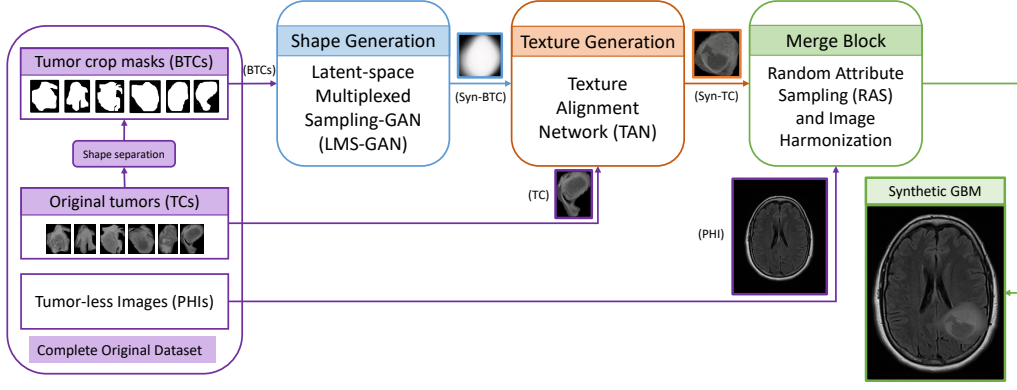 Tumor crop masks (BTCs)
Shape separation
Original tumors (TCs)
Tumor-less Images (PHIs)
Complete Original Dataset
(BTCs)
Shape Generation
Latent-space
Multiplexed
Sampling-GAN
(LMS-GAN)
(Syn-BTC)
Texture Generation
Texture
Alignment
Network (TAN)
(TC)
(Syn-TC)
Merge Block
Random Attribute
Sampling (RAS)
and Image
Harmonization
(PHI)
Synthetic GBM